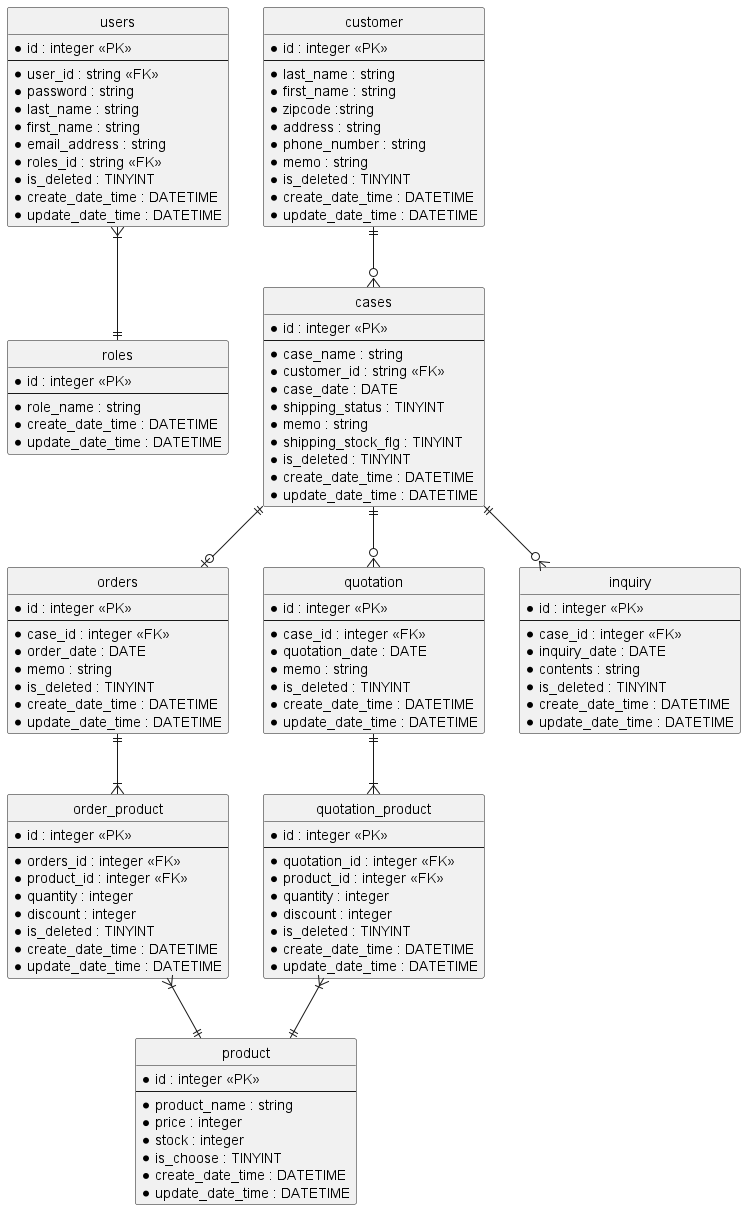 users
id : integer «PK»
user_id : string «FK»
password : string
last_name : string
first_name : string
email_address : string
roles_id : string «FK»
is_deleted : TINYINT
create_date_time : DATETIME
update_date_time : DATETIME
customer
id : integer «PK»
last_name : string
first_name : string
zipcode :string
address : string
phone_number : string
memo : string
is_deleted : TINYINT
create_date_time : DATETIME
update_date_time : DATETIME
roles
id : integer «PK»
role_name : string
create_date_time : DATETIME
update_date_time : DATETIME
cases
id : integer «PK»
case_name : string
customer_id : string «FK»
case_date : DATE
shipping_status : TINYINT
memo : string
shipping_stock_flg : TINYINT
is_deleted : TINYINT
create_date_time : DATETIME
update_date_time : DATETIME
orders
id : integer «PK»
case_id : integer «FK»
order_date : DATE
memo : string
is_deleted : TINYINT
create_date_time : DATETIME
update_date_time : DATETIME
quotation
id : integer «PK»
case_id : integer «FK»
quotation_date : DATE
memo : string
is_deleted : TINYINT
create_date_time : DATETIME
update_date_time : DATETIME
inquiry
id : integer «PK»
case_id : integer «FK»
inquiry_date : DATE
contents : string
is_deleted : TINYINT
create_date_time : DATETIME
update_date_time : DATETIME
order_product
id : integer «PK»
orders_id : integer «FK»
product_id : integer «FK»
quantity : integer
discount : integer
is_deleted : TINYINT
create_date_time : DATETIME
update_date_time : DATETIME
quotation_product
id : integer «PK»
quotation_id : integer «FK»
product_id : integer «FK»
quantity : integer
discount : integer
is_deleted : TINYINT
create_date_time : DATETIME
update_date_time : DATETIME
product
id : integer «PK»
product_name : string
price : integer
stock : integer
is_choose : TINYINT
create_date_time : DATETIME
update_date_time : DATETIME